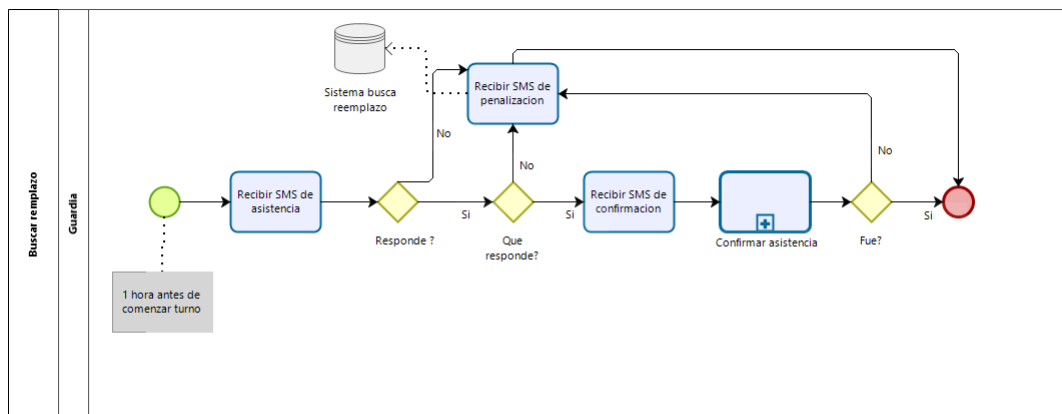 Buscar remplazo
Guardia
Sistema busca
reemplazo
Recibir SMS de
penalizacion
No
No
No
Recibir SMS de
asistencia
Responde ?
Si
Que
responde?
Si
Recibir SMS de
confirmacion
Confirmar asistencia
Fue?
Si
1 hora antes de
comenzar turno